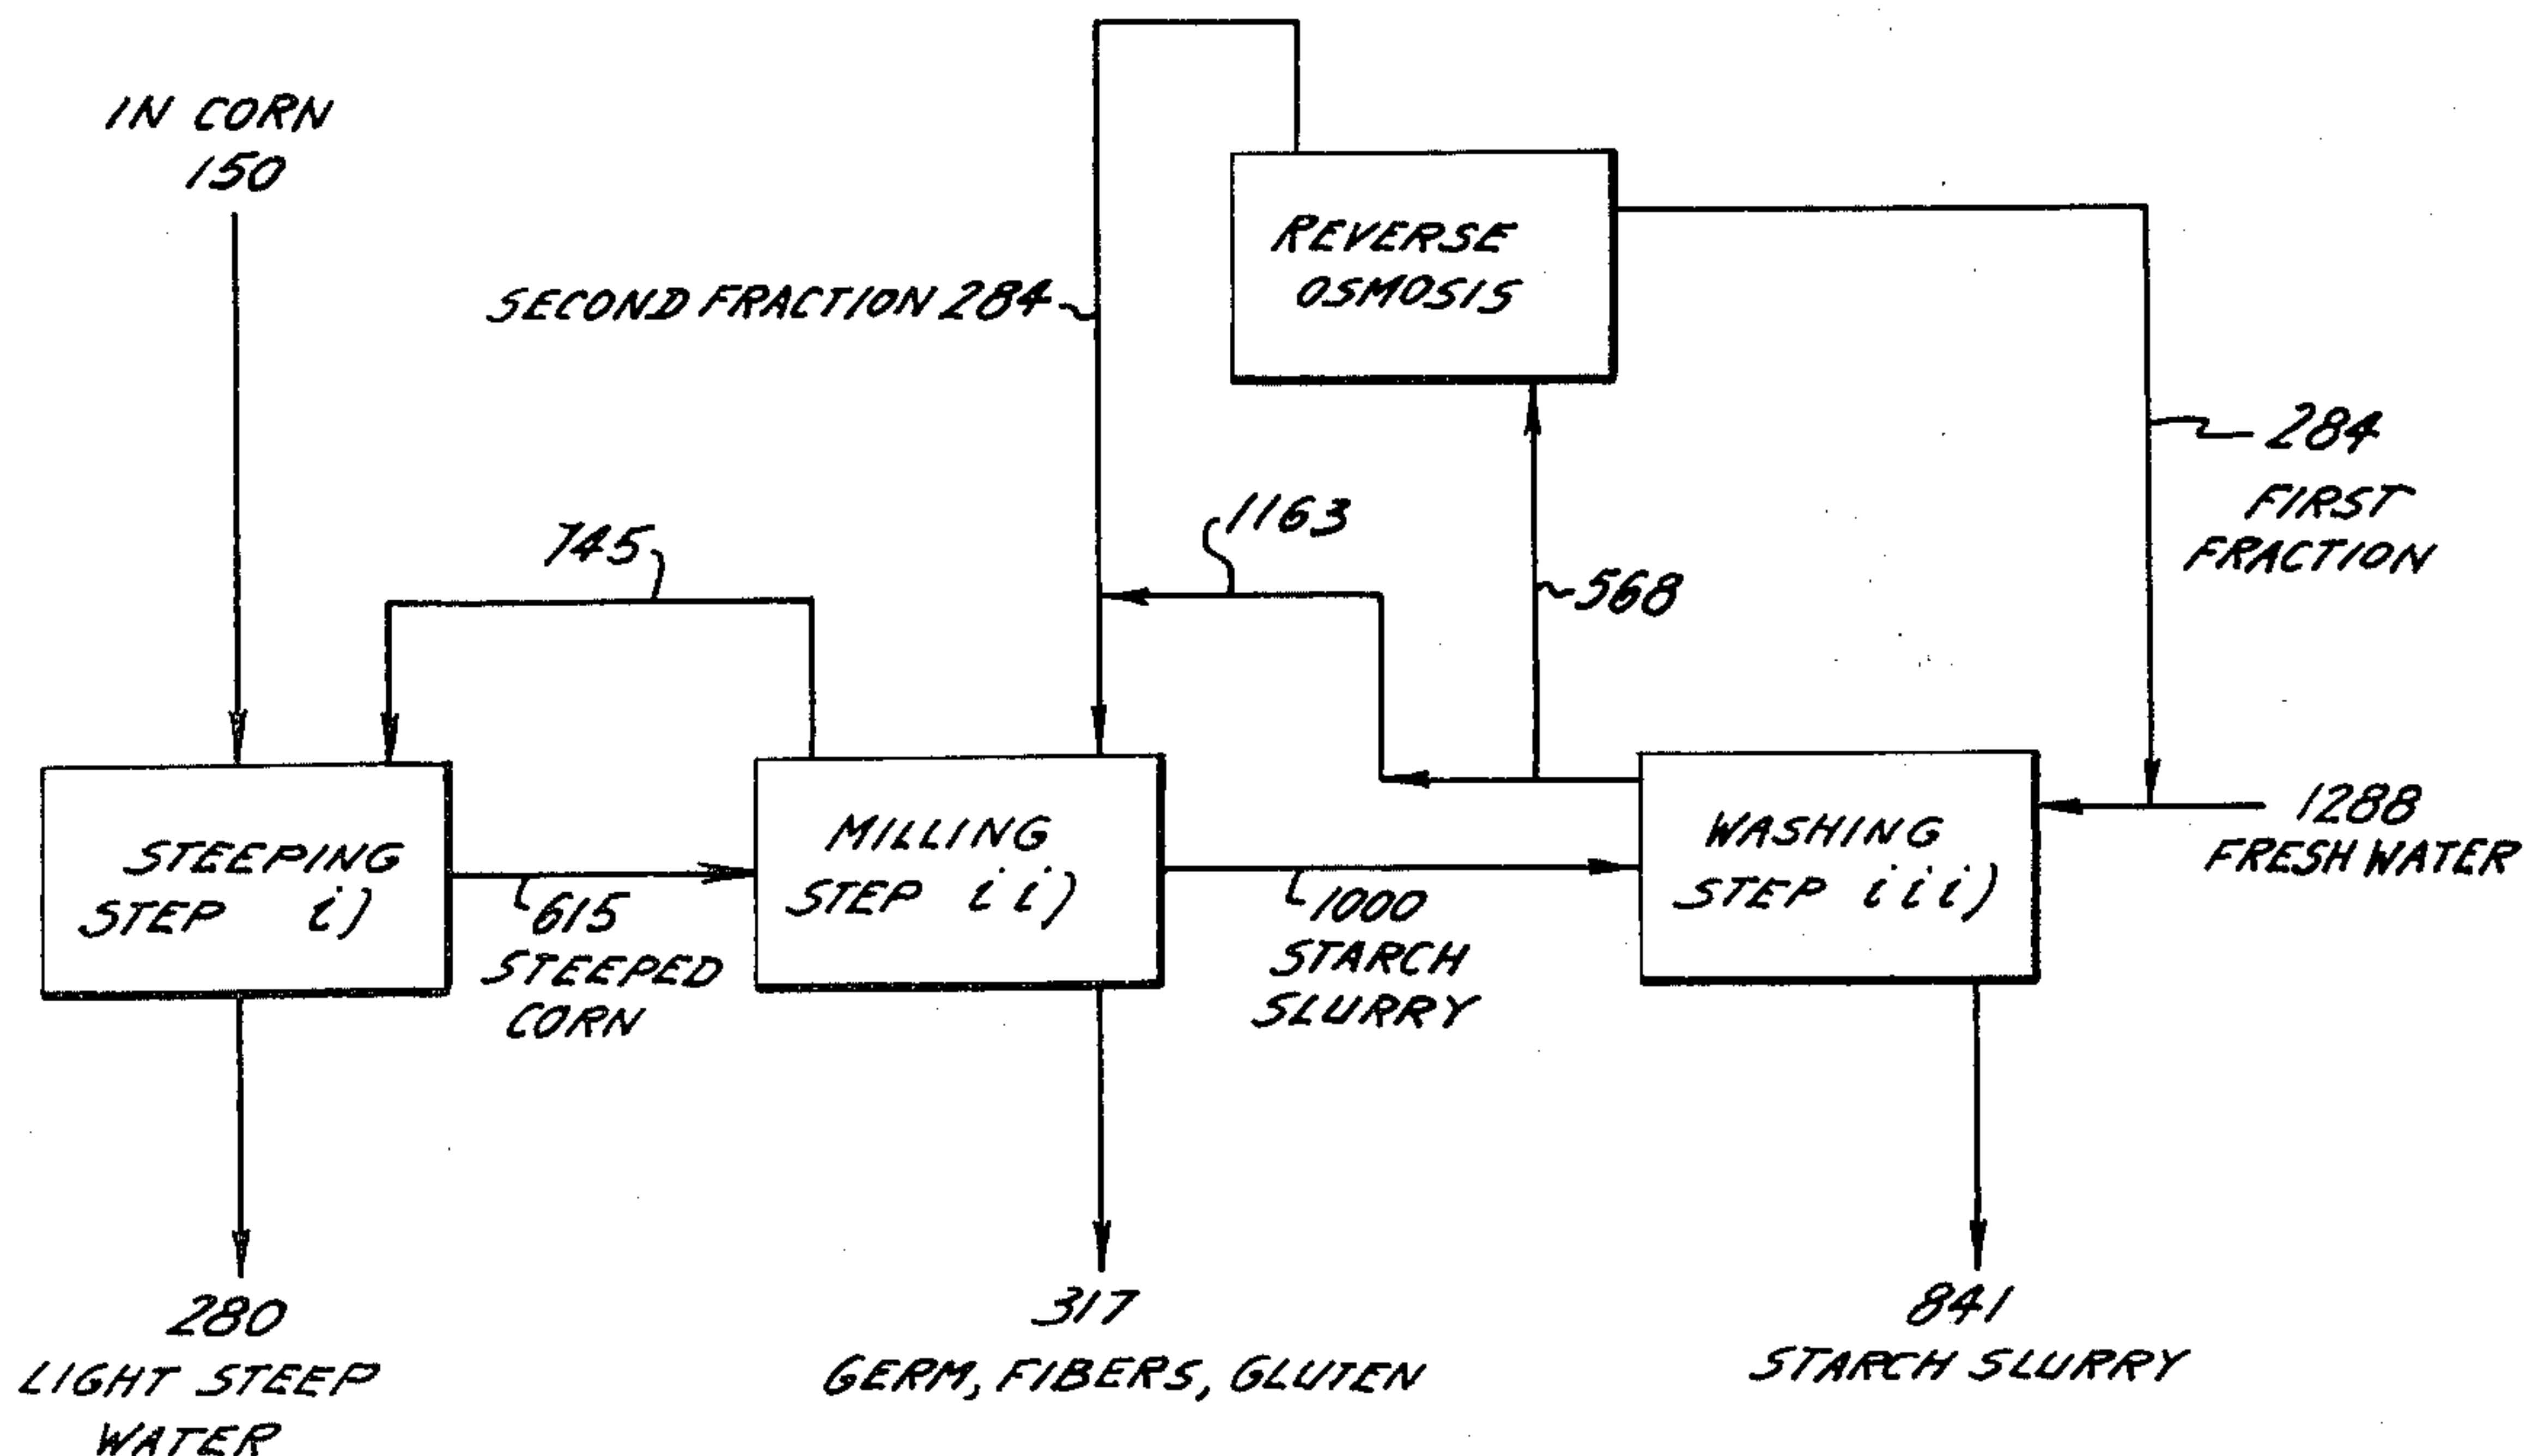 IN CORN
150
REVERSE
OSMOSIS
SECOND FRACTION 284
284
FIRST
FRACTION
745
1163
568
1288
FRESH WATER
STEEPING
STEP i)
615
STEEPED
CORN
MILLING
STEP ii)
1000
STARCH
SLURRY
WASHING
STEP iii)
280
LIGHT STEEP
WATER
317
GERM, FIBERS, GLUTEN
841
STARCH SLURRY